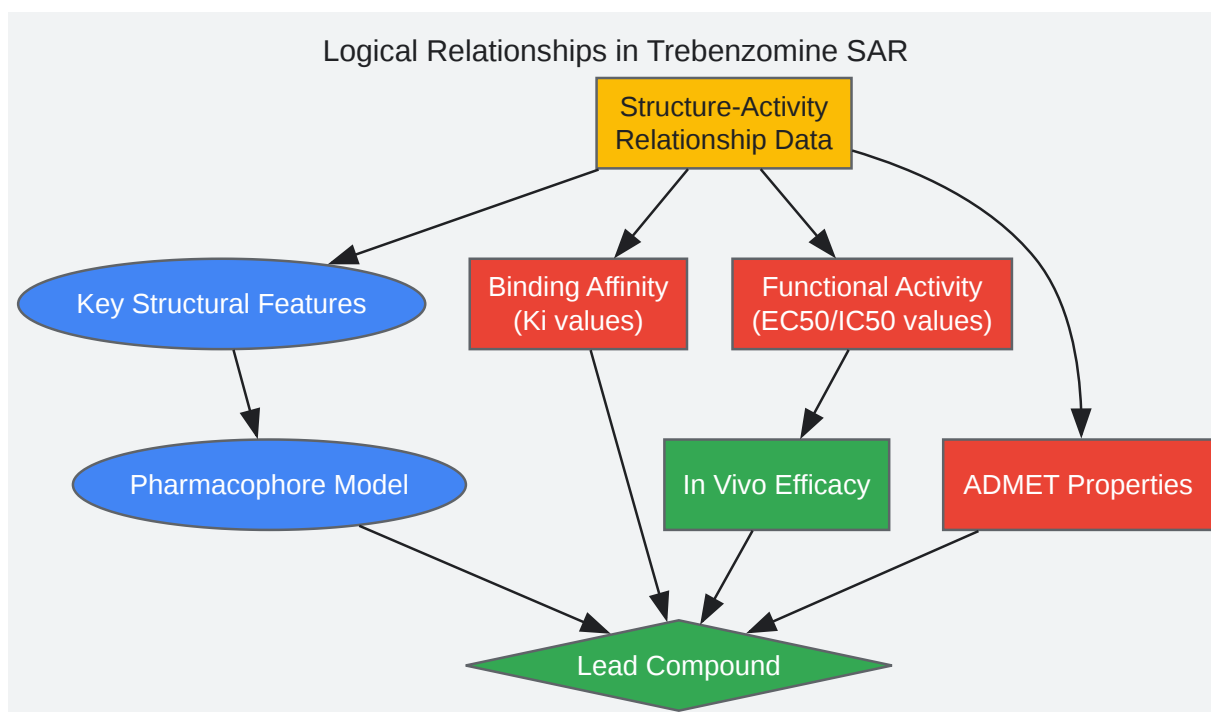 Logical Relationships in Trebenzomine SAR
Structure-Activity
Relationship Data
Key Structural Features
Binding Affinity
(Ki values)
Functional Activity
(EC50/IC50 values)
Pharmacophore Model
In Vivo Efficacy
ADMET Properties
Lead Compound